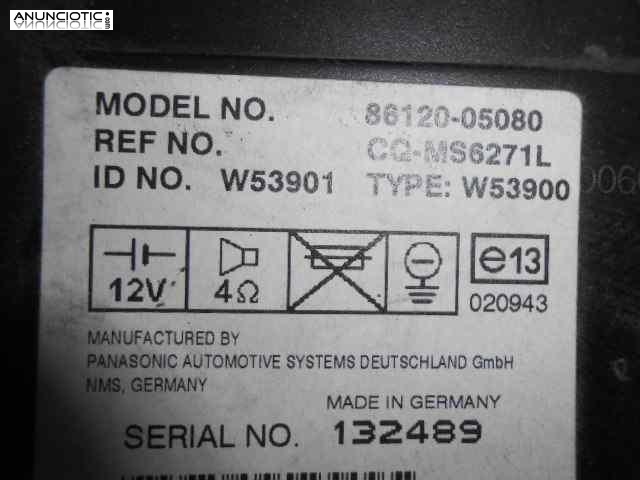 ANUNCIOTIC.es
MODEL NO. 86120-05080
REF NO. CQ-MS6271L
ID NO. W53901 TYPE: W53900
12V 4Ω e13
020943
MANUFACTURED BY
PANASONIC AUTOMOTIVE SYSTEMS DEUTSCHLAND GmbH
NMS, GERMANY
MADE IN GERMANY
SERIAL NO. 132489